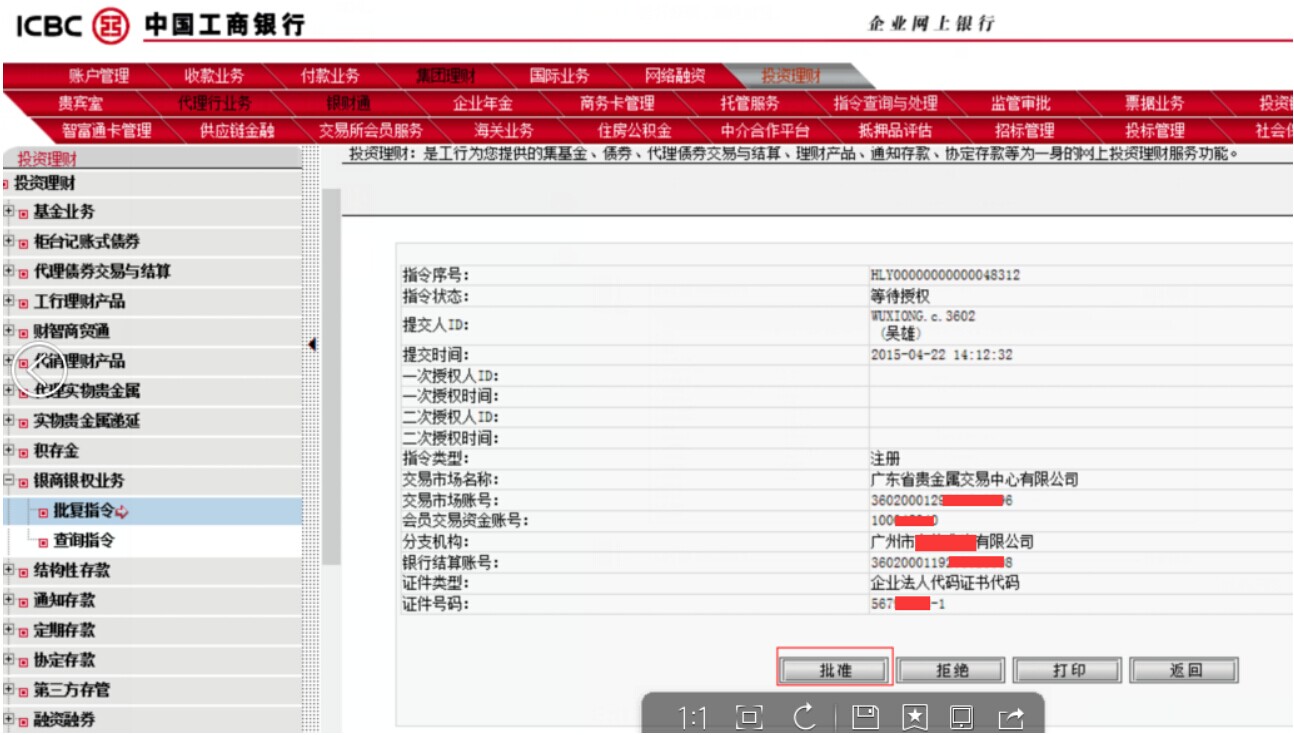 ICBC 中国工商银行
企业网上银行
账户管理 收款业务 付款业务 集团理财 国际业务 网络融资 投资理财
贵宾室 代理行业务 银财通 企业年金 商务卡管理 托管服务 指令查询与处理 监管审批 票据业务 投资
智富通卡管理 供应链金融 交易所会员服务 海关业务 住房公积金 中介合作平台 抵押品评估 招标管理 投标管理 社会
投资理财
投资理财：是工行为您提供的集基金、债券、代理债券交易与结算、理财产品、通知存款、协定存款等为一身的网上投资理财服务功能。
投资理财
基金业务
柜台记账式债券
代理债券交易与结算
工行理财产品
财智商贸通
代销理财产品
代理实物贵金属
实物贵金属递延
积存金
银商银权业务
批复指令
查询指令
结构性存款
通知存款
定期存款
协定存款
第三方存管
融资融券
指令序号： HLY00000000000048312
指令状态： 等待授权
提交人ID： WUXIONG.c.3602
（吴雄）
提交时间： 2015-04-22 14:12:32
一次授权人ID：
一次授权时间：
二次授权人ID：
二次授权时间：
指令类型： 注册
交易市场名称： 广东省贵金属交易中心有限公司
交易市场账号： 3602000129 6
会员交易资金账号： 100 0
分支机构： 广州市 有限公司
银行结算账号： 3602000119 8
证件类型： 企业法人代码证书代码
证件号码： 567 -1
批准 拒绝 打印 返回
1:1